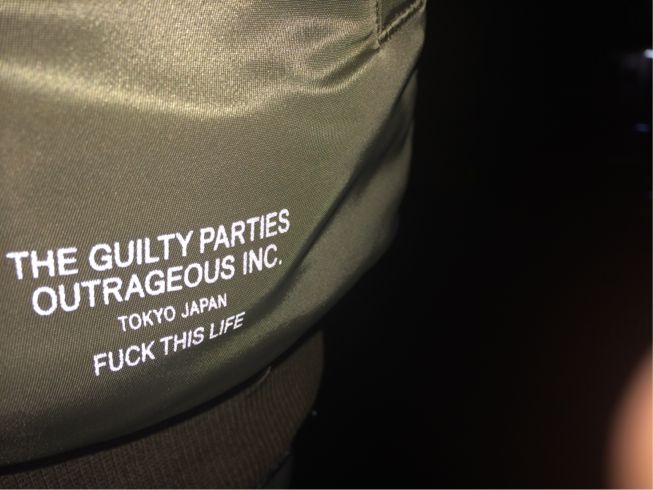 THE GUILTY PARTIES
OUTRAGEOUS INC.
TOKYO JAPAN
FUCK THIS LIFE